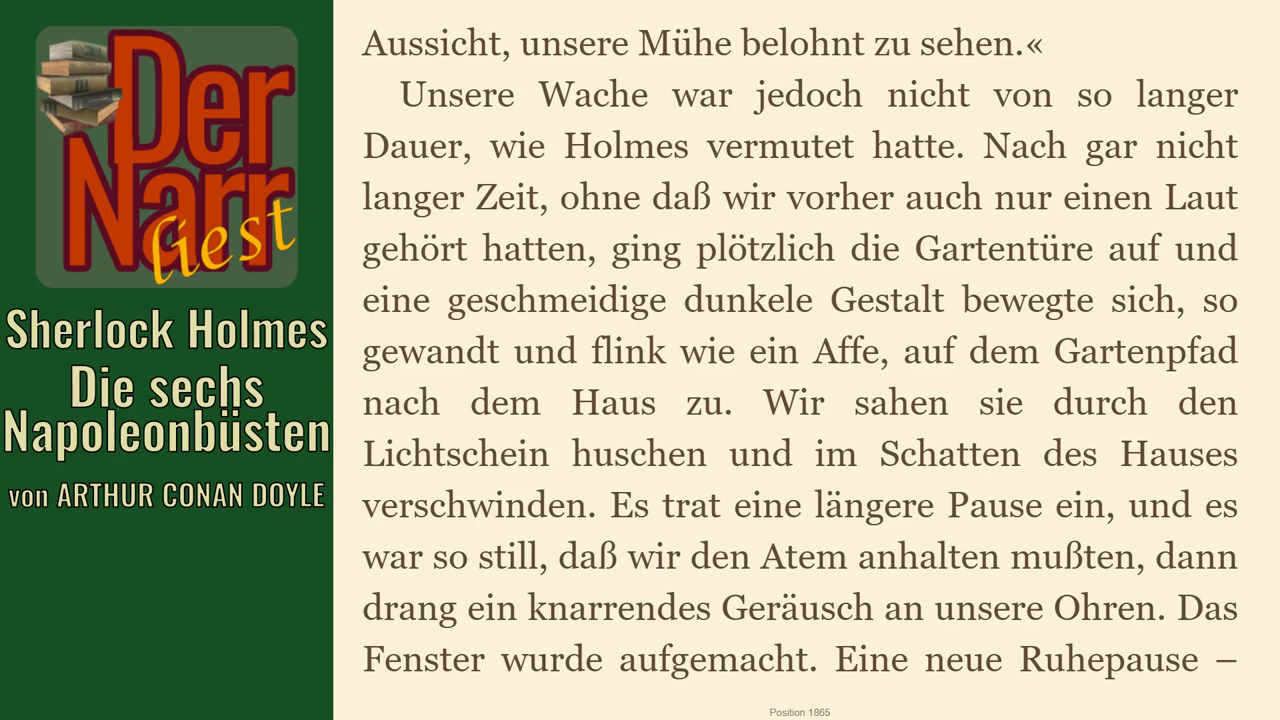 Der
Narr
liest
Sherlock Holmes
Die sechs
Napoleonbüsten
von ARTHUR CONAN DOYLE
Aussicht, unsere Mühe belohnt zu sehen.«
Unsere Wache war jedoch nicht von so langer
Dauer, wie Holmes vermutet hatte. Nach gar nicht
langer Zeit, ohne daß wir vorher auch nur einen Laut
gehört hatten, ging plötzlich die Gartentüre auf und
eine geschmeidige dunkele Gestalt bewegte sich, so
gewandt und flink wie ein Affe, auf dem Gartenpfad
nach dem Haus zu. Wir sahen sie durch den
Lichtschein huschen und im Schatten des Hauses
verschwinden. Es trat eine längere Pause ein, und es
war so still, daß wir den Atem anhalten mußten, dann
drang ein knarrendes Geräusch an unsere Ohren. Das
Fenster wurde aufgemacht. Eine neue Ruhepause –
Position 1865